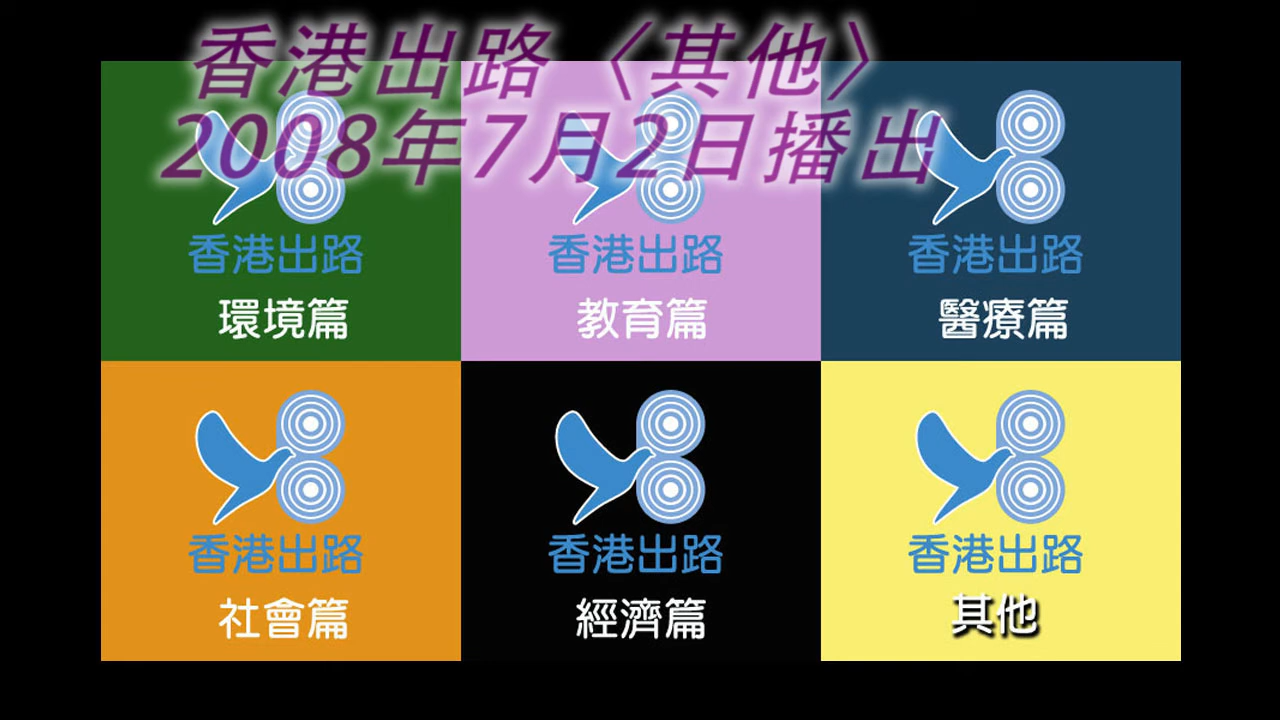 香港出路〈其他〉
2008年7月2日播出
香港出路
環境篇
香港出路
教育篇
香港出路
醫療篇
香港出路
社會篇
香港出路
經濟篇
香港出路
其他